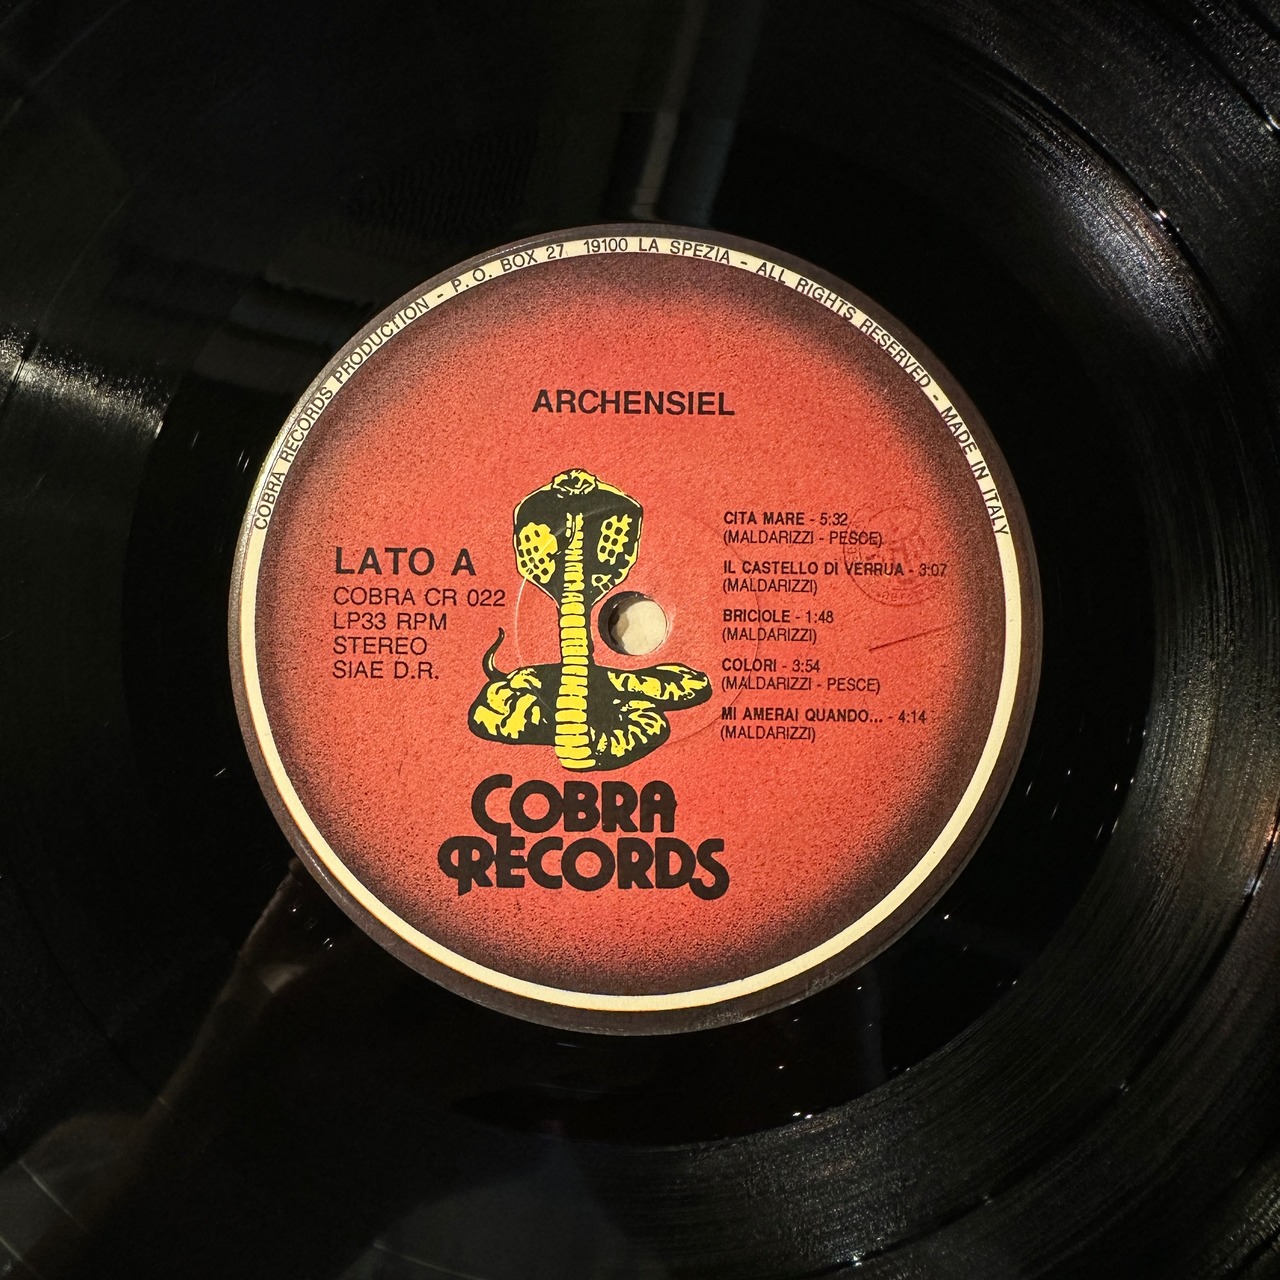 COBRA RECORDS PRODUCTION - P. O. BOX 27 19100 LA SPEZIA - ALL RIGHTS RESERVED - MADE IN ITALY
ARCHENSIEL
LATO A
COBRA CR 022
LP33 RPM
STEREO
SIAE D.R.
CITA MARE - 5:32
(MALDARIZZI - PESCE)
IL CASTELLO DI VERRUA - 3:07
(MALDARIZZI)
BRICIOLE - 1:48
(MALDARIZZI)
COLORI - 3:54
(MALDARIZZI - PESCE)
MI AMERAI QUANDO... - 4:14
(MALDARIZZI)
COBRA
RECORDS